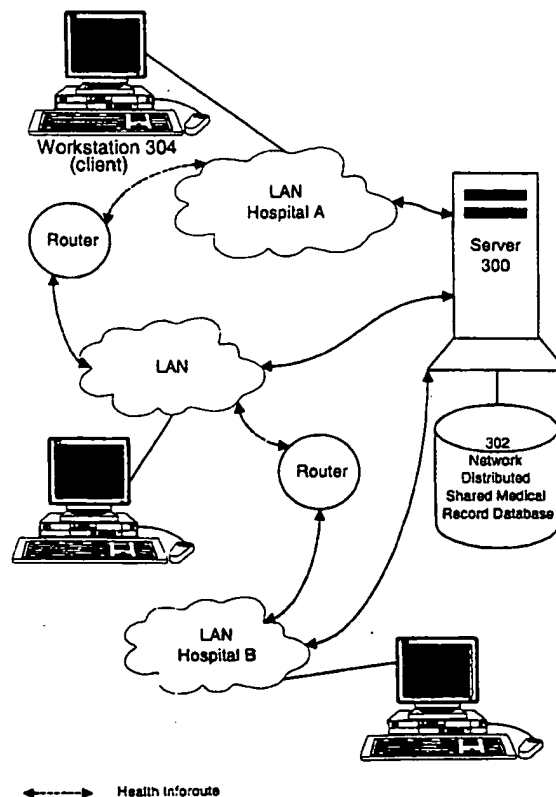 Workstation 304
(client)
LAN
Hospital A
Router
Server
300
LAN
Router
302
Network
Distributed
Shared Medical
Record Database
LAN
Hospital B
Health Inforoute